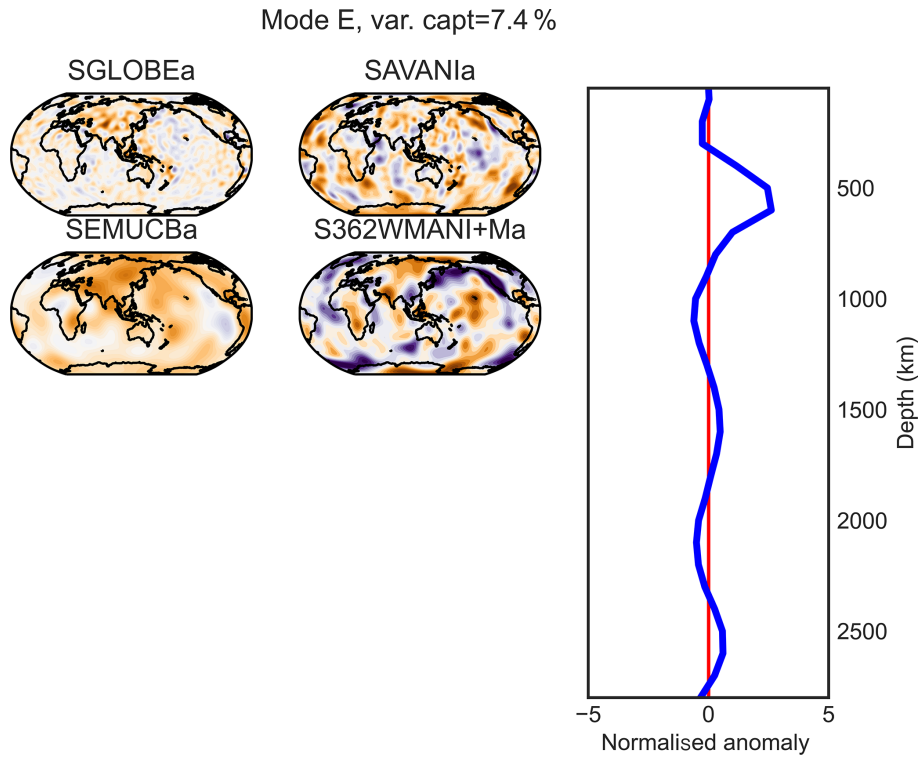 Mode E, var. capt=7.4 %
SGLOBEa
SAVANIa
SEMUCBa
S362WMANI+Ma
500
1000
1500
2000
2500
Depth (km)
−5
0
5
Normalised anomaly